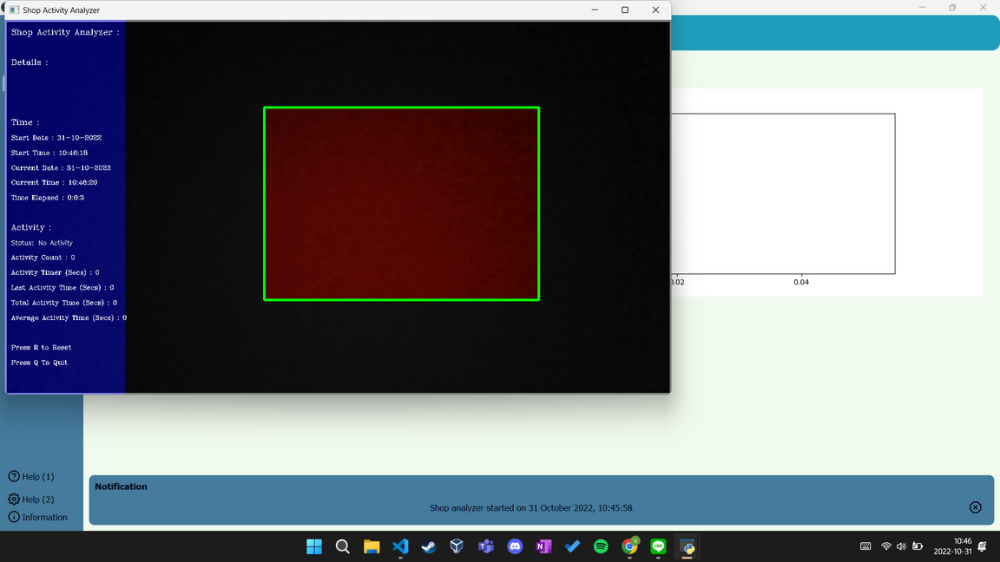 Shop Activity Analyzer
Shop Activity Analyzer :
Details :
Time :
Start Date : 31-10-2022
Start Time : 10:46:18
Current Date : 31-10-2022
Current Time : 10:46:20
Time Elapsed : 0:0:3
Activity :
Status: No Activity
Activity Count : 0
Activity Timer (Secs) : 0
Last Activity Time (Secs) : 0
Total Activity Time (Secs) : 0
Average Activity Time (Secs) : 0
Press R to Reset
Press Q To Quit
0.02
0.04
Help (1)
Help (2)
Information
Notification
Shop analyzer started on 31 October 2022, 10:45:58.
10:46
2022-10-31